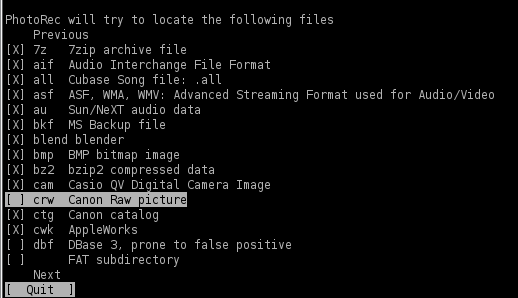 PhotoRec will try to locate the following files
Previous
[X] 7z 7zip archive file
[X] aif Audio Interchange File Format
[X] all Cubase Song file: .all
[X] asf ASF, WMA, WMV: Advanced Streaming Format used for Audio/Video
[X] au Sun/NeXT audio data
[X] bkf MS Backup file
[X] blend blender
[X] bmp BMP bitmap image
[X] bz2 bzip2 compressed data
[X] cam Casio QV Digital Camera Image
[ ] crw Canon Raw picture
[X] ctg Canon catalog
[X] cwk AppleWorks
[ ] dbf DBase 3, prone to false positive
[ ] FAT subdirectory
Next
[ Quit ]